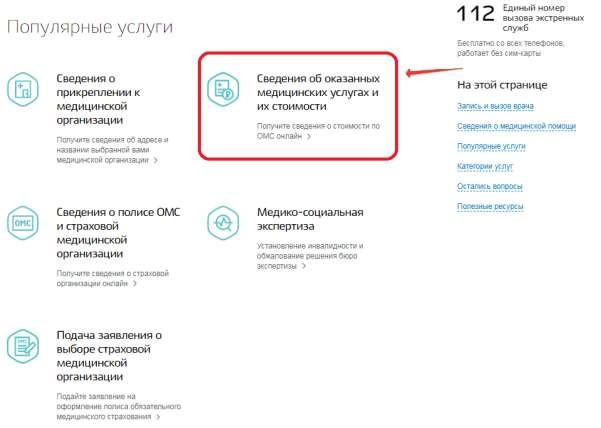 Популярные услуги
Сведения о
прикреплении к
медицинской
организации
Получите сведения об адресе и
названии выбранной вами
медицинской организации >
Сведения об оказанных
медицинских услугах и
их стоимости
Получите сведения о стоимости по
ОМС онлайн >
ОМС
Сведения о полисе ОМС
и страховой
медицинской
организации
Получите сведения о страховой
организации онлайн >
Медико-социальная
экспертиза
Установление инвалидности и
обжалование решения бюро
экспертизы >
Подача заявления о
выборе страховой
медицинской
организации
Подайте заявление на
оформление полиса обязательного
медицинского страхования >
112 Единый номер
вызова экстренных
служб
Бесплатно со всех телефонов,
работает без сим-карты
На этой странице
Запись и вызов врача
Сведения о медицинской помощи
Популярные услуги
Категории услуг
Остались вопросы
Полезные ресурсы